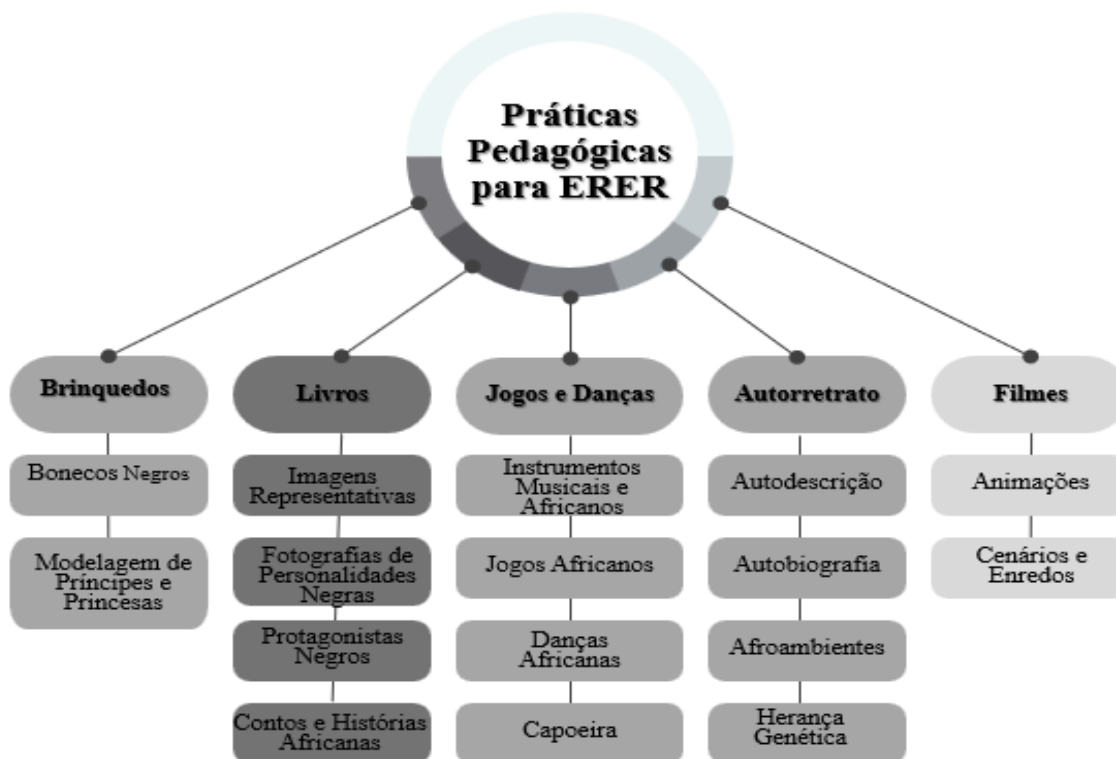 Práticas
Pedagógicas
para ERER
Brinquedos
Bonecos Negros
Modelagem de
Príncipes e
Princesas
Livros
Imagens
Representativas
Fotografias de
Personalidades
Negras
Protagonistas
Negros
Contos e Histórias
Africanas
Jogos e Danças
Instrumentos
Musicais e
Africanos
Jogos Africanos
Danças
Africanas
Capoeira
Autorretrato
Autodescrição
Autobiografia
Afroambientes
Herança
Genética
Filmes
Animações
Cenários e
Enredos